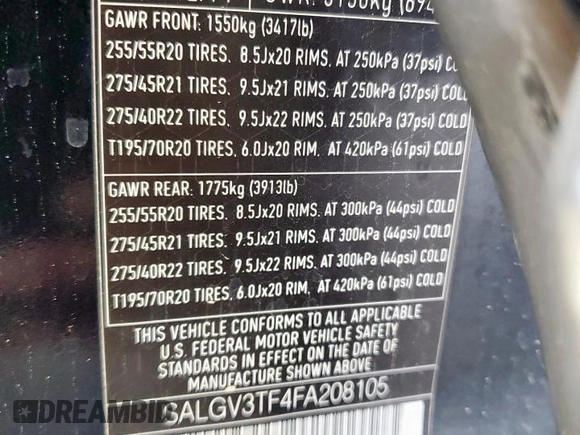 GAWR FRONT: 1550kg (3417lb)
255/55R20 TIRES, 8.5Jx20 RIMS, AT 250kPa (37psi)
275/45R21 TIRES, 9.5Jx21 RIMS, AT 250kPa (37psi) COLD
275/40R22 TIRES, 9.5Jx22 RIMS, AT 250kPa (37psi) COLD
T195/70R20 TIRES, 6.0Jx20 RIM, AT 420kPa (61psi) COLD
GAWR REAR: 1775kg (3913lb)
255/55R20 TIRES, 8.5Jx20 RIMS, AT 300kPa (44psi) COLD
275/45R21 TIRES, 9.5Jx21 RIMS, AT 300kPa (44psi) COLD
275/40R22 TIRES, 9.5Jx22 RIMS, AT 300kPa (44psi) COLD
T195/70R20 TIRES, 6.0Jx20 RIM, AT 420kPa (61psi) COLD
THIS VEHICLE CONFORMS TO ALL APPLICABLE
U.S. FEDERAL MOTOR VEHICLE SAFETY
STANDARDS IN EFFECT ON THE DATE OF
MANUFACTURE SHOWN ABOVE.
SALGV3TF4FA208105
EPICVIN